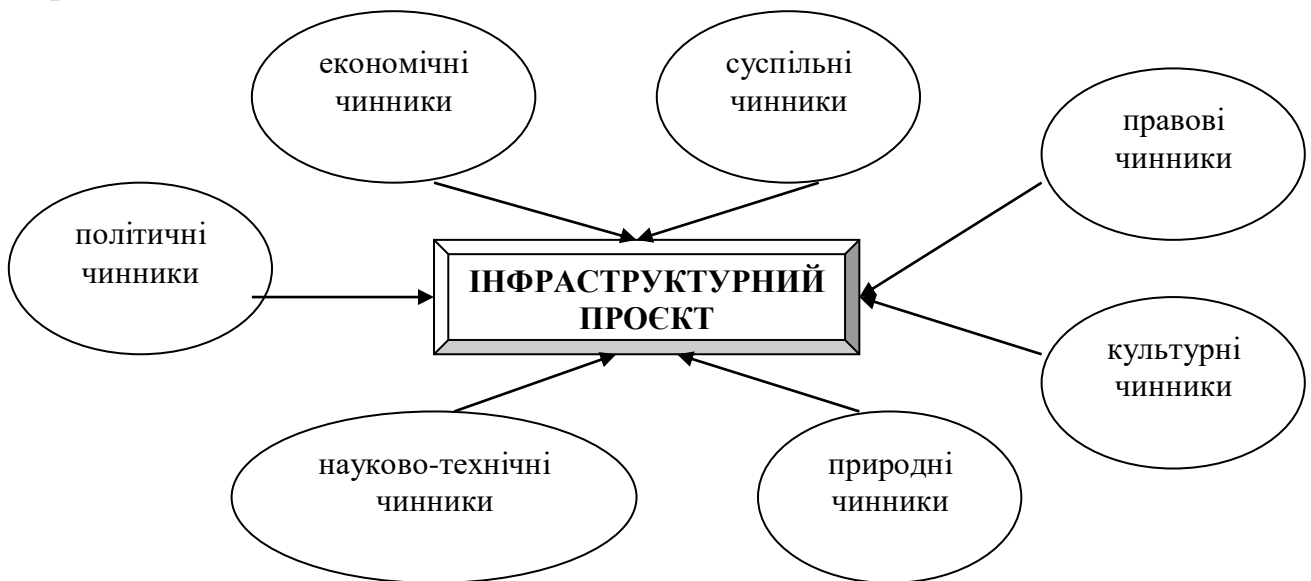 економічні
чинники
суспільні
чинники
правові
чинники
політичні
чинники
ІНФРАСТРУКТУРНИЙ
ПРОЄКТ
культурні
чинники
науково-технічні
чинники
природні
чинники